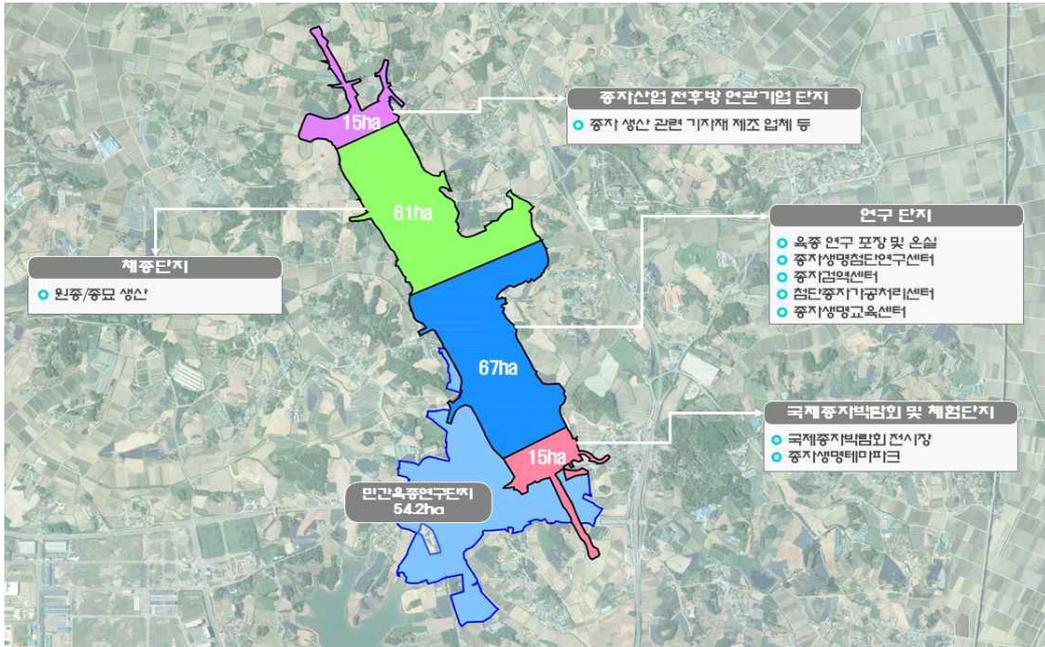 15ha
종자산업 전후방 연관기업 단지
종자 생산 관련 기자재 제조 업체 등
61ha
채종단지
원종/종묘 생산
연구 단지
육종 연구 포장 및 온실
종자생명첨단연구센터
종자검역센터
첨단종자가공처리센터
종자생명교육센터
67ha
국제종자박람회 및 체험단지
국제종자박람회 전시장
종자생명테마파크
15ha
민간육종연구단지
54.2ha